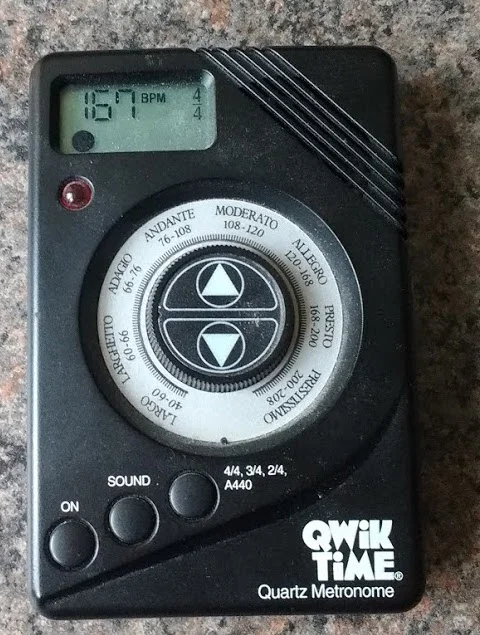 167 BPM 4/4
LARGO
40-60
LARGHETTO
60-66
ADAGIO
66-76
ANDANTE
76-108
MODERATO
108-120
ALLEGRO
120-168
PRESTO
168-200
PRESTISSIMO
200-208
4/4, 3/4, 2/4,
A440
SOUND
ON
QWiK
TiME®
Quartz Metronome